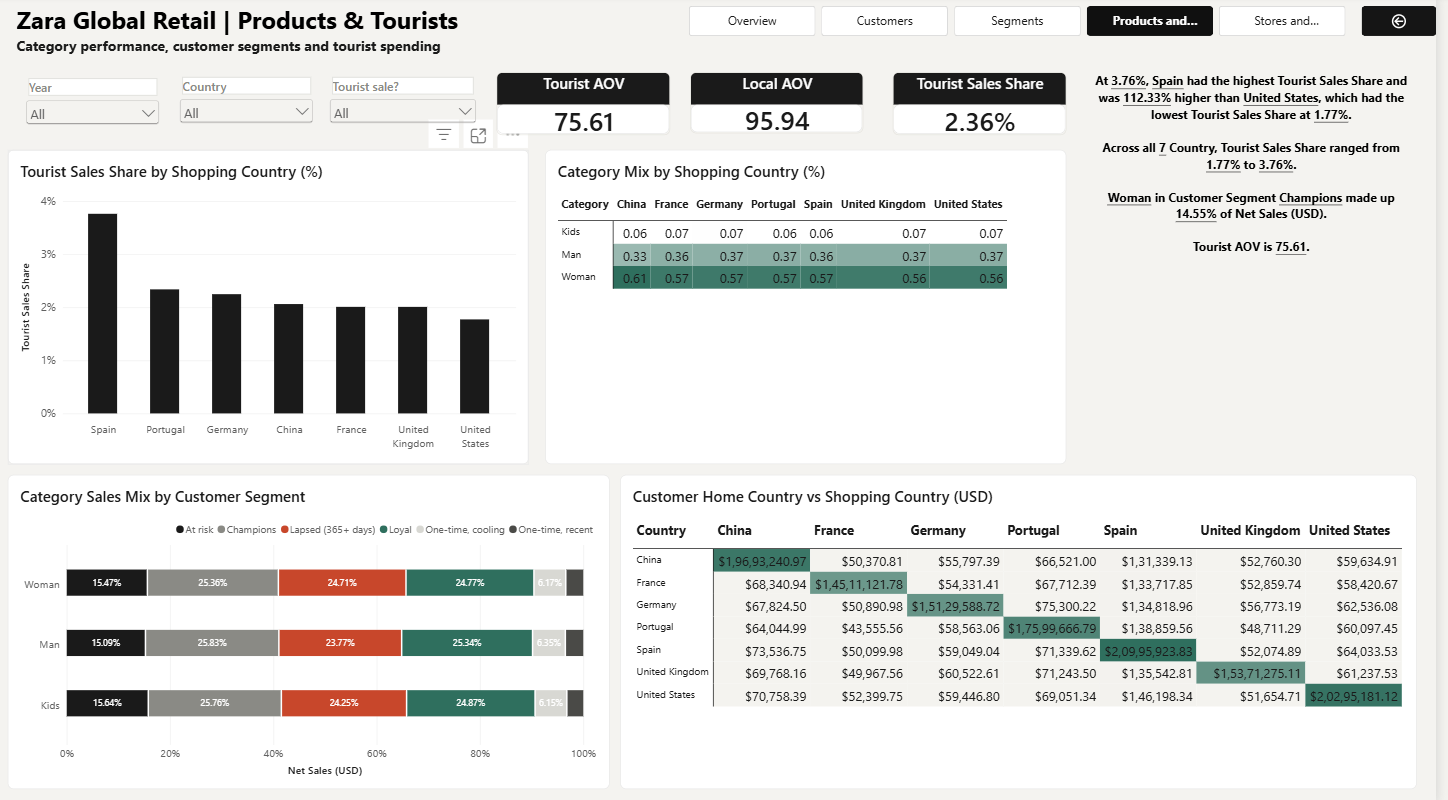 Zara Global Retail | Products & Tourists
Category performance, customer segments and tourist spending
Overview
Customers
Segments
Products and...
Stores and...
Year
All
Country
All
Tourist sale?
All
Tourist AOV
75.61
Local AOV
95.94
Tourist Sales Share
2.36%
At 3.76%, Spain had the highest Tourist Sales Share and
was 112.33% higher than United States, which had the
lowest Tourist Sales Share at 1.77%.
Across all 7 Country, Tourist Sales Share ranged from
1.77% to 3.76%.
Woman in Customer Segment Champions made up
14.55% of Net Sales (USD).
Tourist AOV is 75.61.
Tourist Sales Share by Shopping Country (%)
Tourist Sales Share
4%
3%
2%
1%
0%
Spain Portugal Germany China France United Kingdom United States
Category Mix by Shopping Country (%)
Category China France Germany Portugal Spain United Kingdom United States
Kids 0.06 0.07 0.07 0.06 0.06 0.07 0.07
Man 0.33 0.36 0.37 0.37 0.36 0.37 0.37
Woman 0.61 0.57 0.57 0.57 0.57 0.56 0.56
Category Sales Mix by Customer Segment
At risk Champions Lapsed (365+ days) Loyal One-time, cooling One-time, recent
Woman 15.47% 25.36% 24.71% 24.77% 6.17%
Man 15.09% 25.83% 23.77% 25.34% 6.35%
Kids 15.64% 25.76% 24.25% 24.87% 6.15%
0% 20% 40% 60% 80% 100%
Net Sales (USD)
Customer Home Country vs Shopping Country (USD)
Country China France Germany Portugal Spain United Kingdom United States
China $1,96,93,240.97 $50,370.81 $55,797.39 $66,521.00 $1,31,339.13 $52,760.30 $59,634.91
France $68,340.94 $1,45,11,121.78 $54,331.41 $67,712.39 $1,33,717.85 $52,859.74 $58,420.67
Germany $67,824.50 $50,890.98 $1,51,29,588.72 $75,300.22 $1,34,818.96 $56,773.19 $62,536.08
Portugal $64,044.99 $43,555.56 $58,563.06 $1,75,99,666.79 $1,38,859.56 $48,711.29 $60,097.45
Spain $73,536.75 $50,099.98 $59,049.04 $71,339.62 $2,09,95,923.83 $52,074.89 $64,033.53
United Kingdom $69,768.16 $49,967.56 $60,522.61 $71,243.50 $1,35,542.81 $1,53,71,275.11 $61,237.53
United States $70,758.39 $52,399.75 $59,446.80 $69,051.34 $1,46,198.34 $51,654.71 $2,02,95,181.12